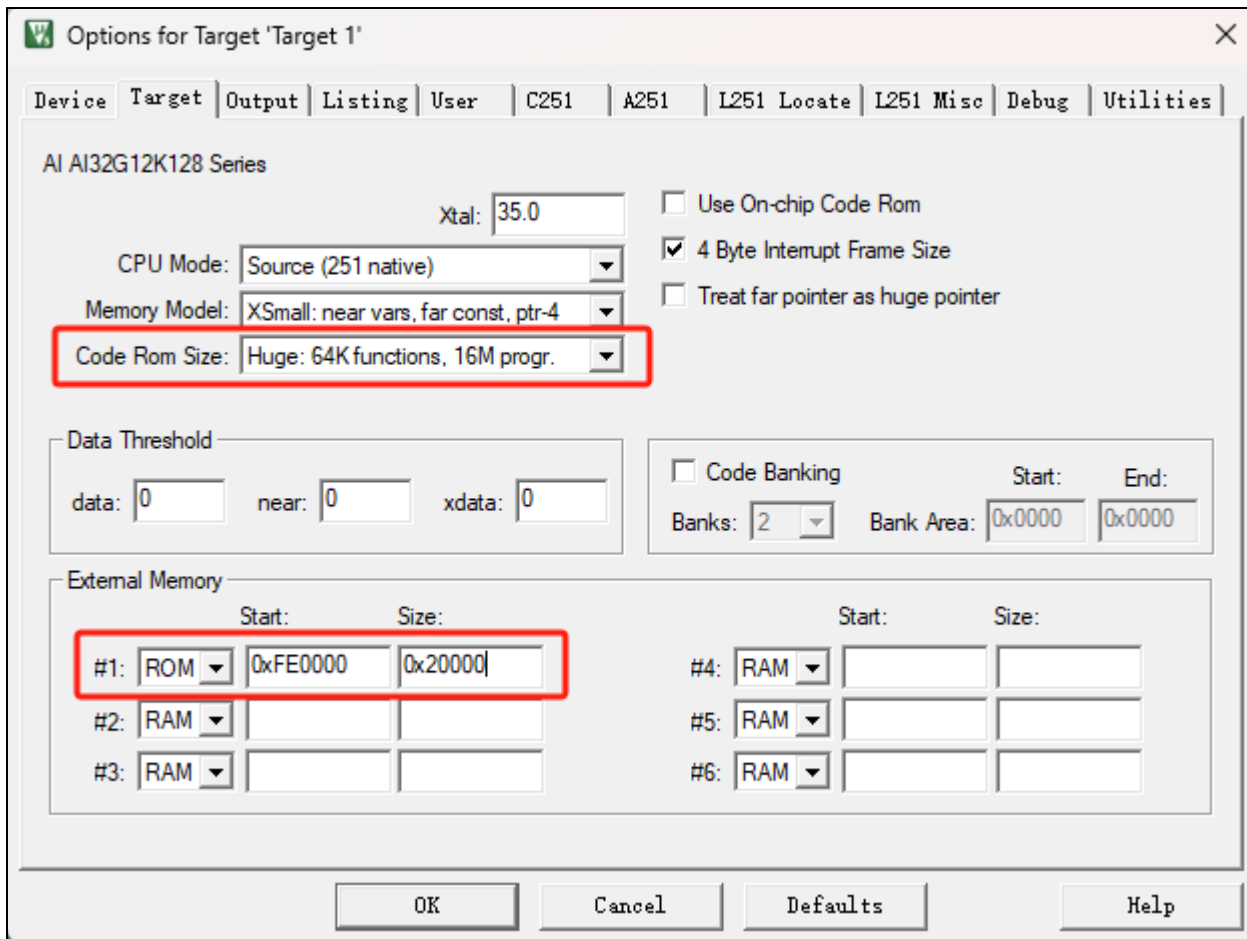 Options for Target 'Target 1'
Device Target Output Listing User C251 A251 L251 Locate L251 Misc Debug Utilities
AI AI32G12K128 Series
Xtal: 35.0
Use On-chip Code Rom
CPU Mode: Source (251 native)
4 Byte Interrupt Frame Size
Memory Model: XSmall: near vars, far const, ptr-4
Treat far pointer as huge pointer
Code Rom Size: Huge: 64K functions, 16M progr.
Data Threshold
data: 0 near: 0 xdata: 0
Code Banking Start: End:
Banks: 2 Bank Area: 0x0000 0x0000
External Memory
Start: Size: Start: Size:
#1: ROM 0xFE0000 0x20000 #4: RAM
#2: RAM #5: RAM
#3: RAM #6: RAM
OK Cancel Defaults Help